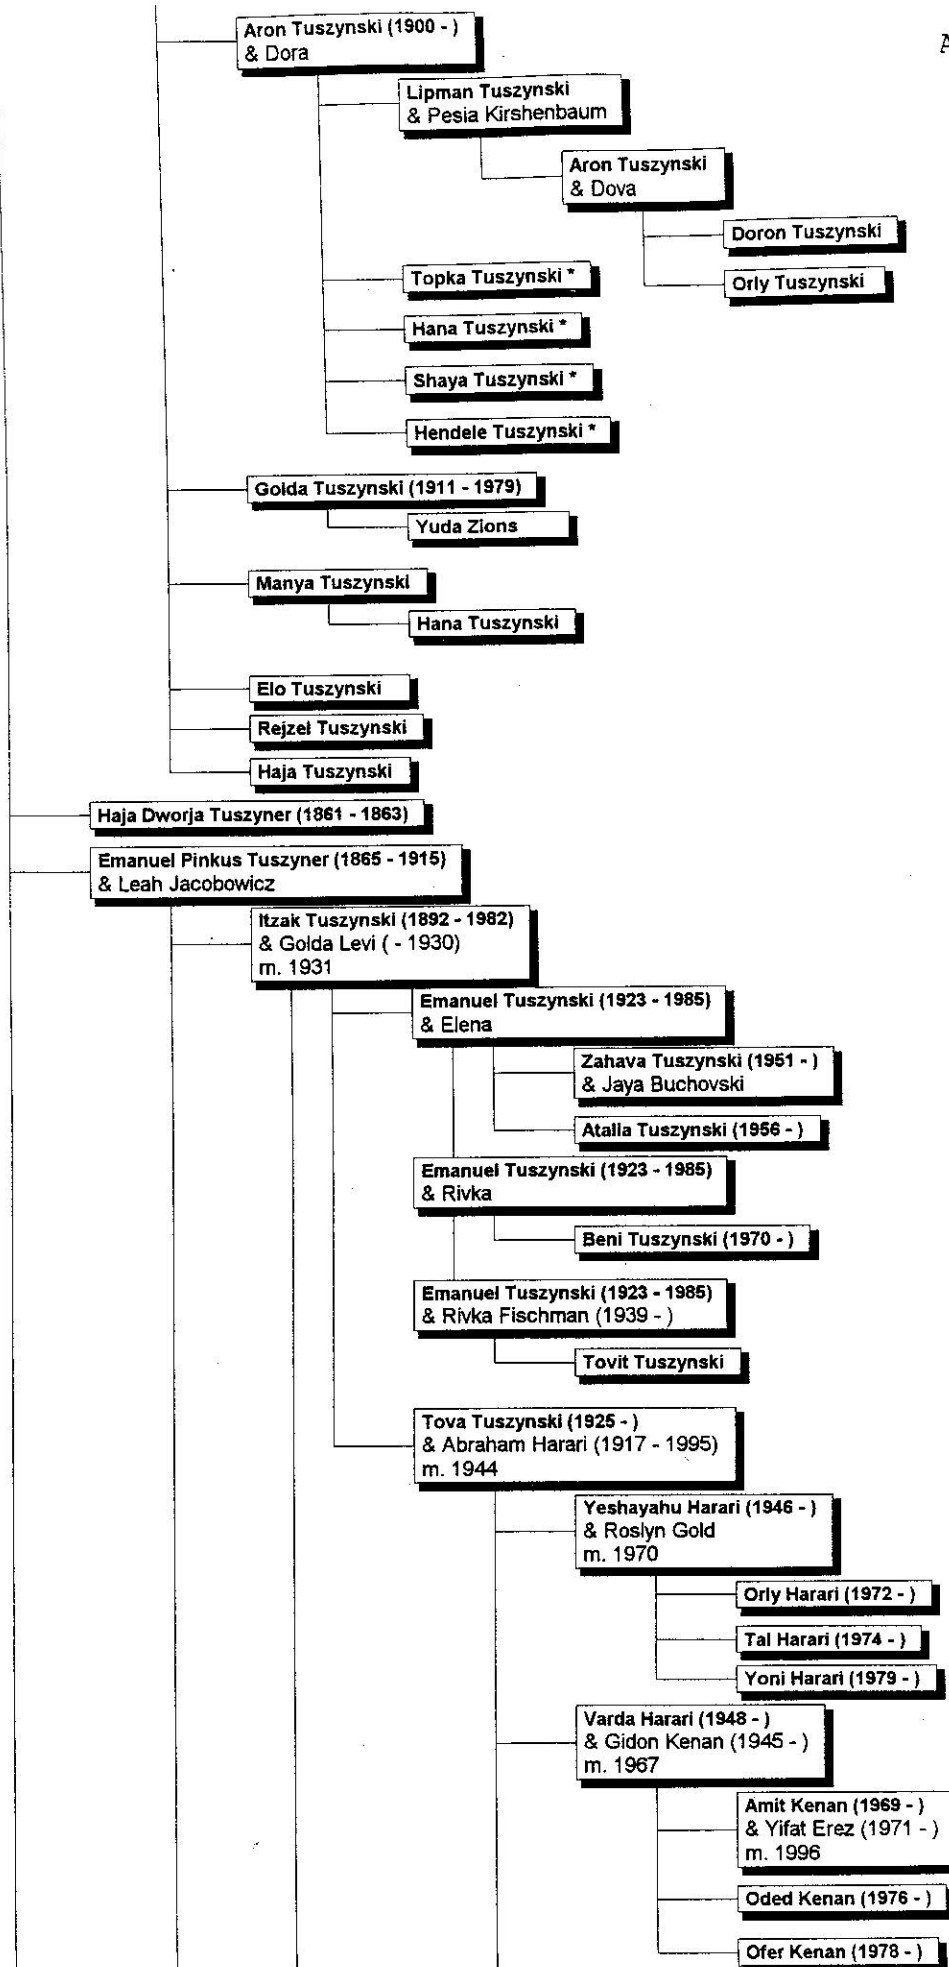 A
Aron Tuszynski (1900 - )
& Dora
Lipman Tuszynski
& Pesia Kirshenbaum
Aron Tuszynski
& Dova
Doron Tuszynski
Orly Tuszynski
Topka Tuszynski *
Hana Tuszynski *
Shaya Tuszynski *
Hendele Tuszynski *
Golda Tuszynski (1911 - 1979)
Yuda Zions
Manya Tuszynski
Hana Tuszynski
Elo Tuszynski
Rejzel Tuszynski
Haja Tuszynski
Haja Dworja Tuszyner (1861 - 1863)
Emanuel Pinkus Tuszyner (1865 - 1915)
& Leah Jacobowicz
Itzak Tuszynski (1892 - 1982)
& Golda Levi ( - 1930)
m. 1931
Emanuel Tuszynski (1923 - 1985)
& Elena
Zahava Tuszynski (1951 - )
& Jaya Buchovski
Atalia Tuszynski (1956 - )
Emanuel Tuszynski (1923 - 1985)
& Rivka
Beni Tuszynski (1970 - )
Emanuel Tuszynski (1923 - 1985)
& Rivka Fischman (1939 - )
Tovit Tuszynski
Tova Tuszynski (1925 - )
& Abraham Harari (1917 - 1995)
m. 1944
Yeshayahu Harari (1946 - )
& Roslyn Gold
m. 1970
Orly Harari (1972 - )
Tal Harari (1974 - )
Yoni Harari (1979 - )
Varda Harari (1948 - )
& Gidon Kenan (1945 - )
m. 1967
Amit Kenan (1969 - )
& Yifat Erez (1971 - )
m. 1996
Oded Kenan (1976 - )
Ofer Kenan (1978 - )